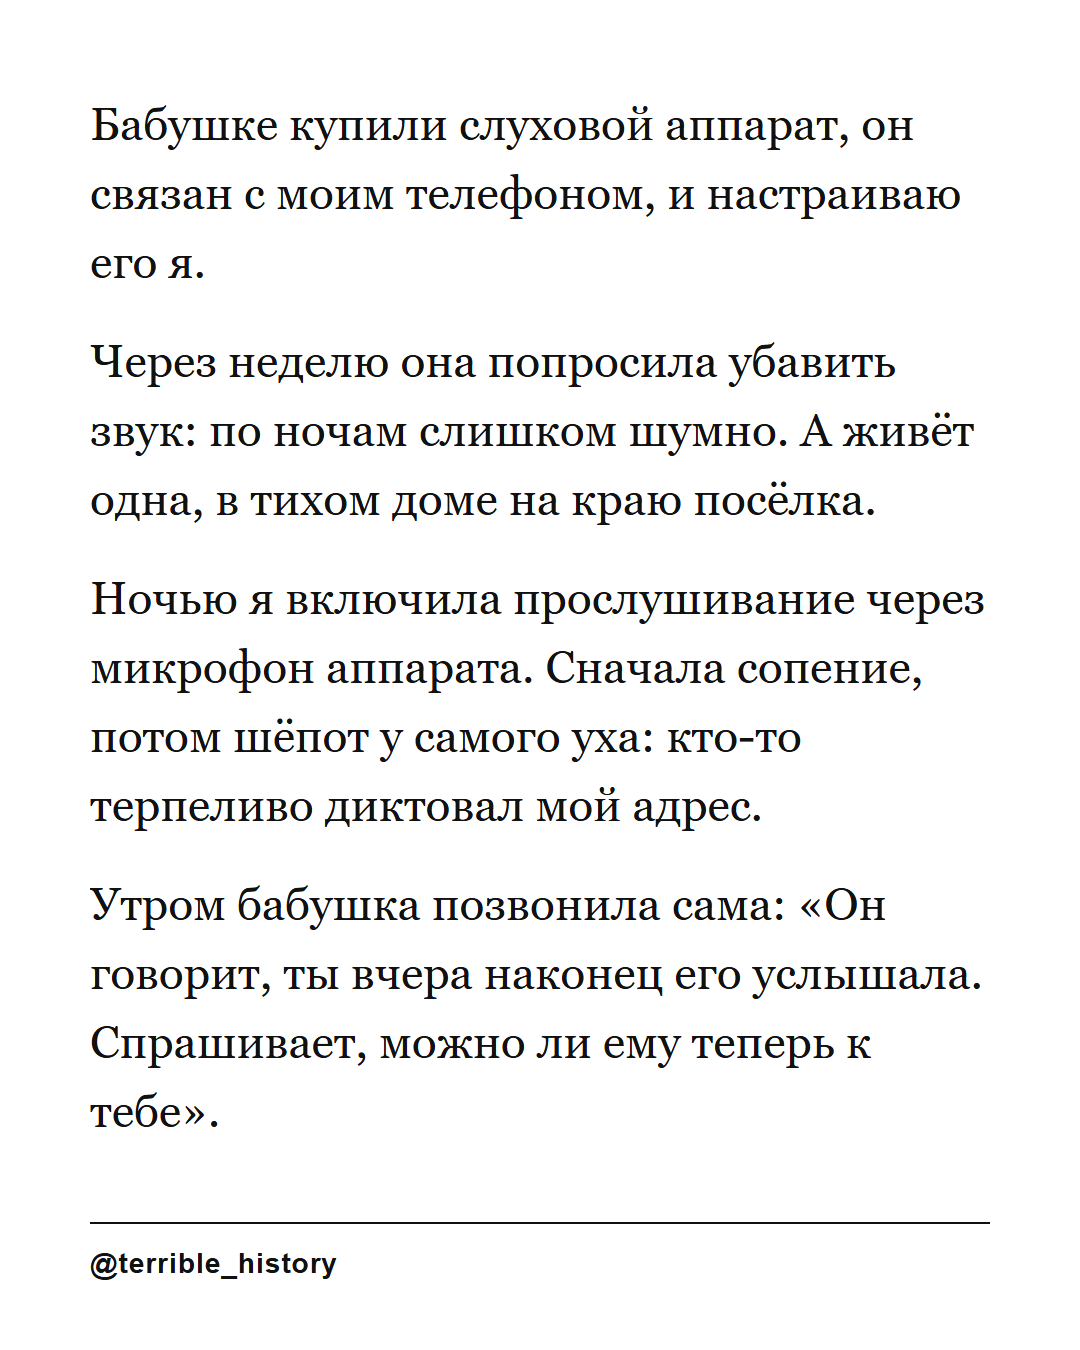 Бабушке купили слуховой аппарат, он
связан с моим телефоном, и настраиваю
его я.
Через неделю она попросила убавить
звук: по ночам слишком шумно. А живёт
одна, в тихом доме на краю посёлка.
Ночью я включила прослушивание через
микрофон аппарата. Сначала сопение,
потом шёпот у самого уха: кто-то
терпеливо диктовал мой адрес.
Утром бабушка позвонила сама: «Он
говорит, ты вчера наконец его услышала.
Спрашивает, можно ли ему теперь к
тебе».
@terrible_history